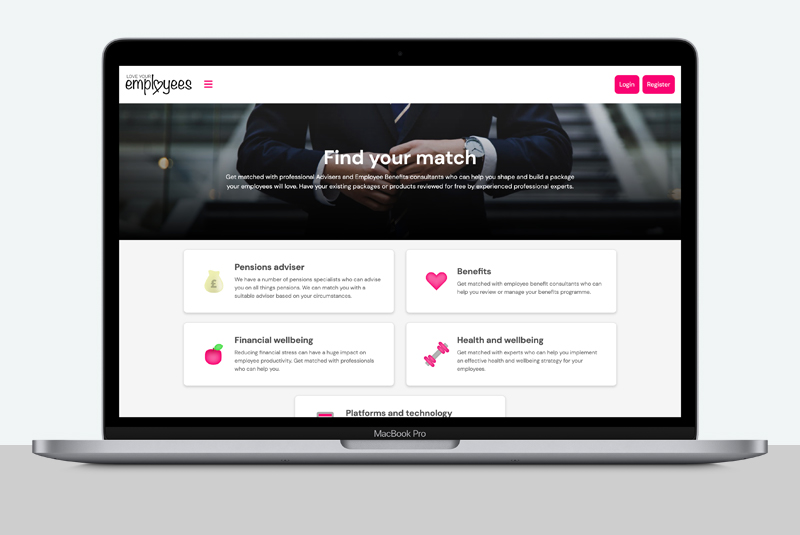 LOVE YOUR
employees
Login
Register
Find your match
Get matched with professional Advisers and Employee Benefits consultants who can help you shape and build a package
your employees will love. Have your existing packages or products reviewed for free by experienced professional experts.
£
Pensions adviser
We have a number of pensions specialists who can advise
you on all things pensions. We can match you with a
suitable adviser based on your circumstances.
Benefits
Get matched with employee benefit consultants who can
help you review or manage your benefits programme.
Financial wellbeing
Reducing financial stress can have a huge impact on
employee productivity. Get matched with professionals
who can help you.
Health and wellbeing
Get matched with experts who can help you implement
an effective health and wellbeing strategy for your
employees.
Platforms and technology
MacBook Pro